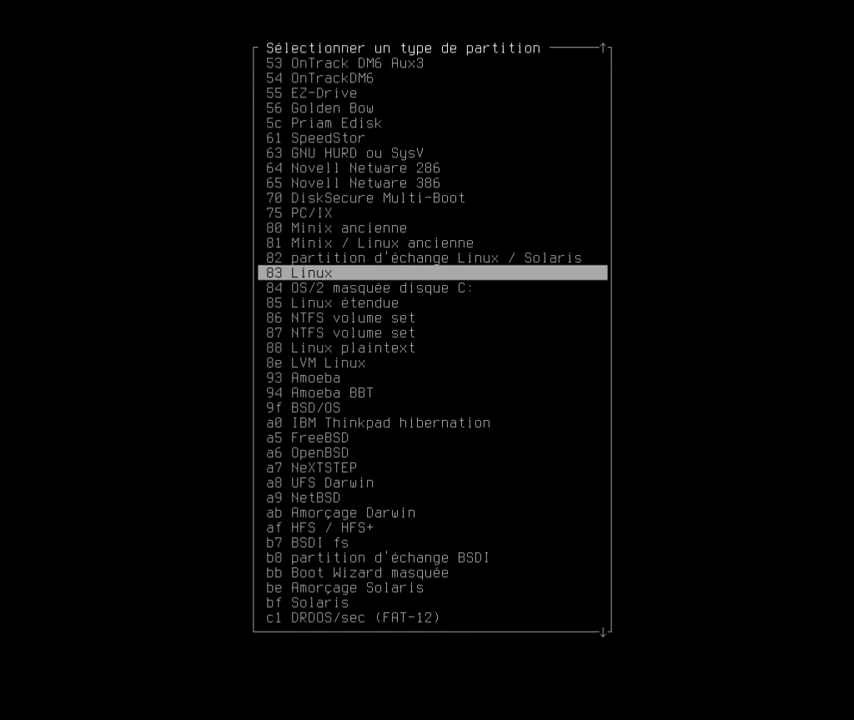 Sélectionner un type de partition ↑
53 OnTrack DM6 Aux3
54 OnTrackDM6
55 EZ-Drive
56 Golden Bow
5c Priam Edisk
61 SpeedStor
63 GNU HURD ou SysV
64 Novell Netware 286
65 Novell Netware 386
70 DiskSecure Multi-Boot
75 PC/IX
80 Minix ancienne
81 Minix / Linux ancienne
82 partition d'échange Linux / Solaris
83 Linux
84 OS/2 masquée disque C:
85 Linux étendue
86 NTFS volume set
87 NTFS volume set
88 Linux plaintext
8e LVM Linux
93 Amoeba
94 Amoeba BBT
9f BSD/OS
a0 IBM Thinkpad hibernation
a5 FreeBSD
a6 OpenBSD
a7 NeXTSTEP
a8 UFS Darwin
a9 NetBSD
ab Amorçage Darwin
af HFS / HFS+
b7 BSDI fs
b8 partition d'échange BSDI
bb Boot Wizard masquée
be Amorçage Solaris
bf Solaris
c1 DRDOS/sec (FAT-12)
↓